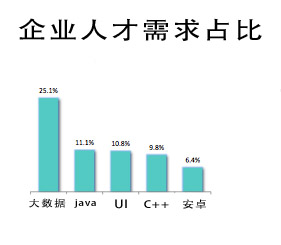 企业人才需求占比
25.1%
11.1% 10.8% 9.8% 6.4%
大数据 java UI C++ 安卓